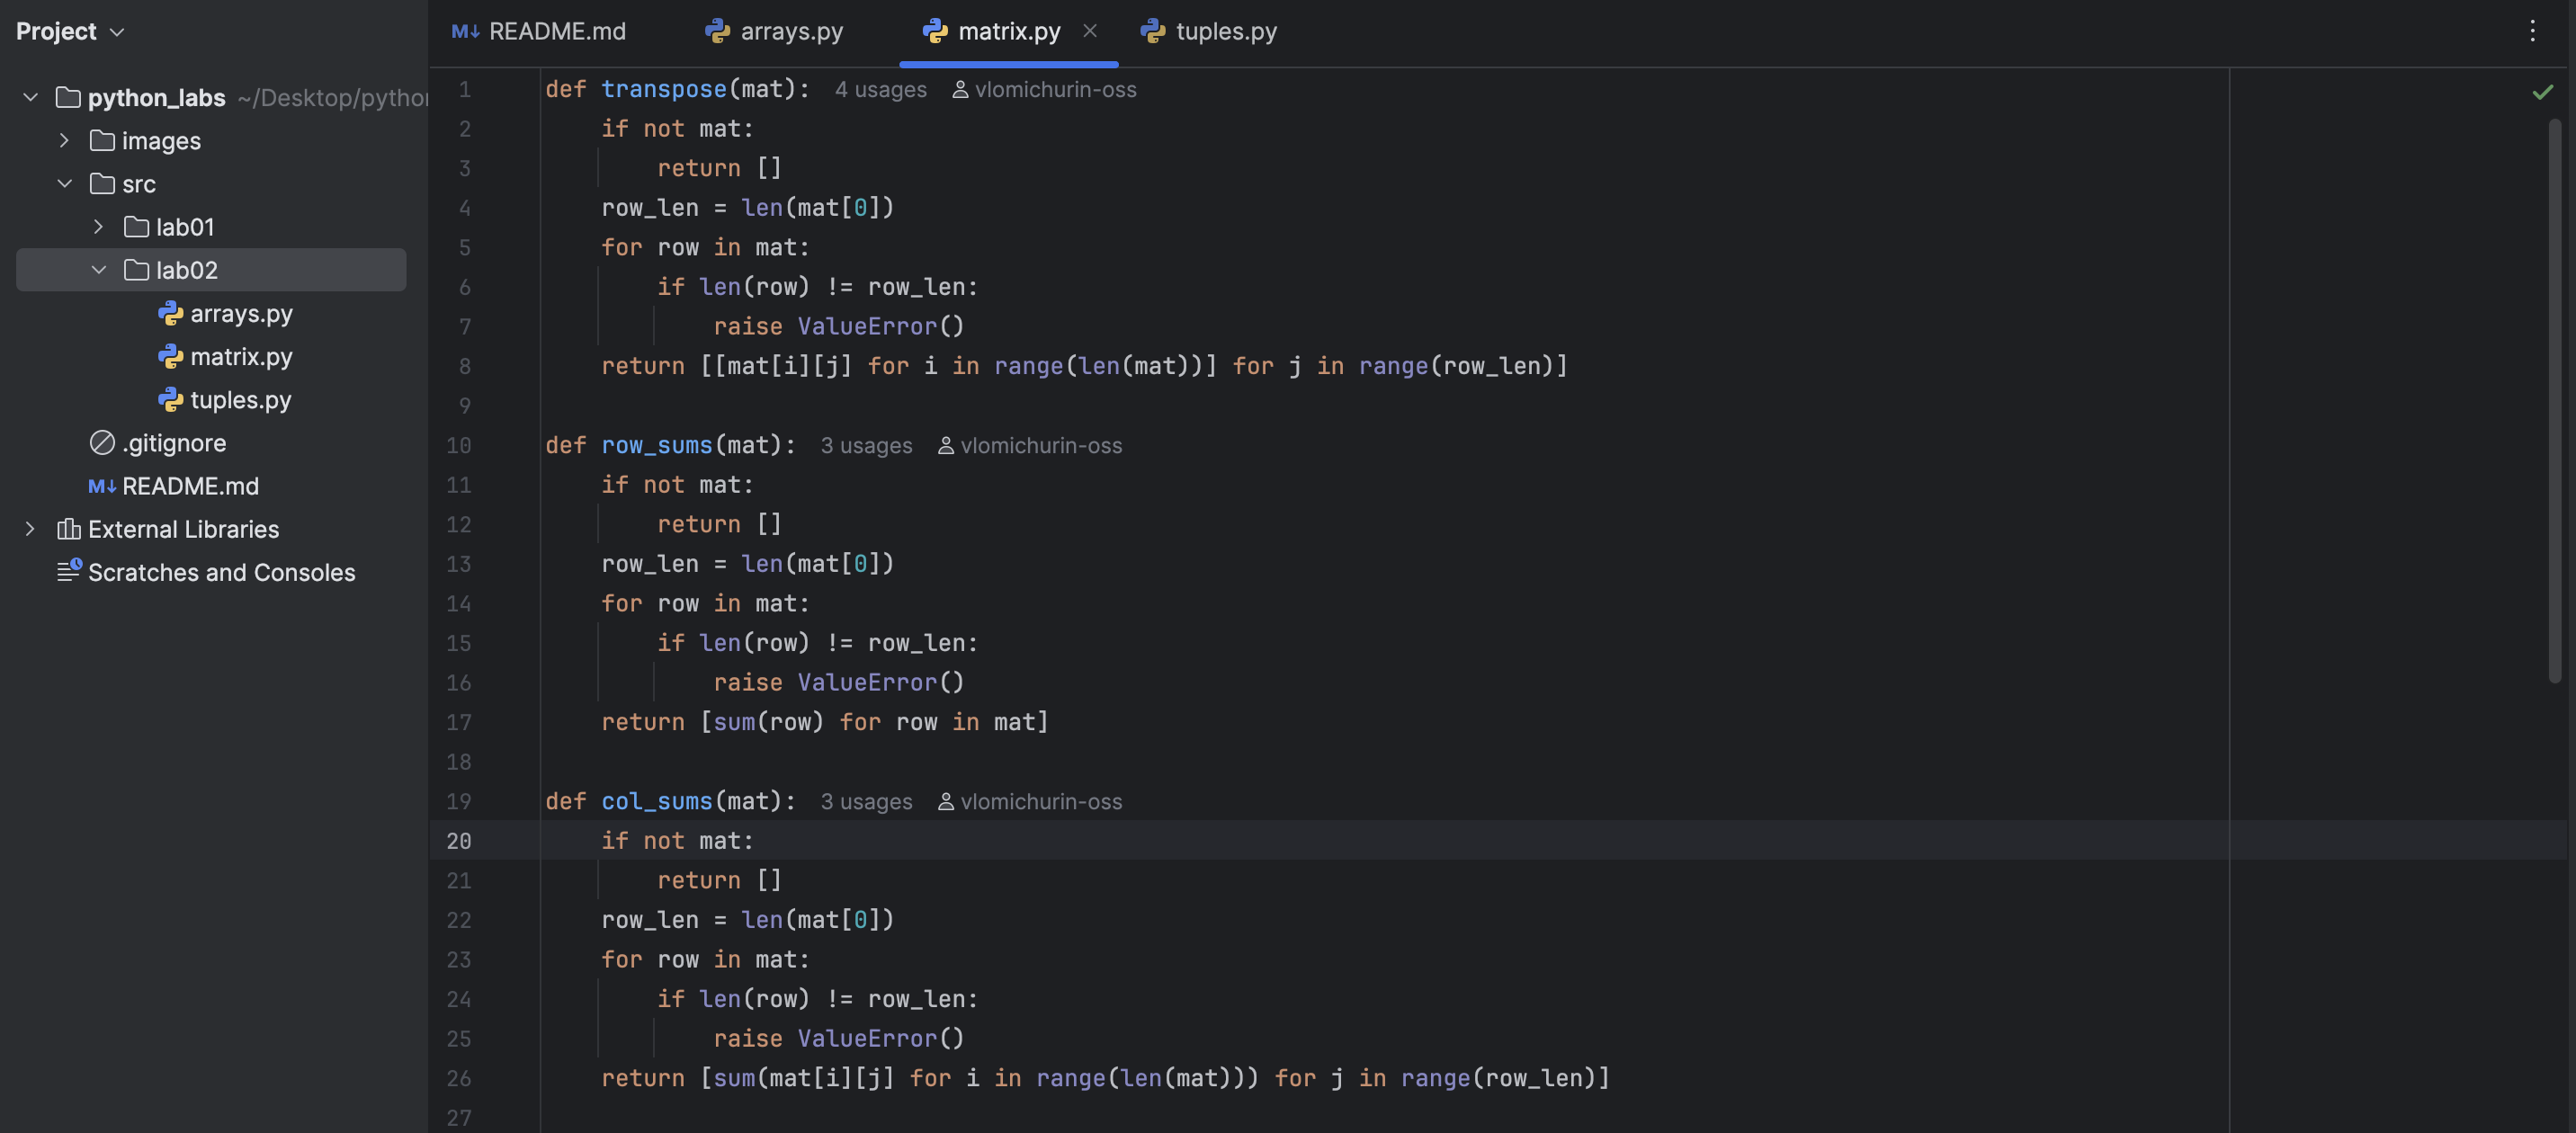 Project
python_labs ~/Desktop/python
images
src
lab01
lab02
arrays.py
matrix.py
tuples.py
.gitignore
M↓ README.md
External Libraries
Scratches and Consoles
M↓ README.md arrays.py matrix.py tuples.py
1 def transpose(mat): 4 usages vlomichurin-oss
2 if not mat:
3 return []
4 row_len = len(mat[0])
5 for row in mat:
6 if len(row) != row_len:
7 raise ValueError()
8 return [[mat[i][j] for i in range(len(mat))] for j in range(row_len)]
9
10 def row_sums(mat): 3 usages vlomichurin-oss
11 if not mat:
12 return []
13 row_len = len(mat[0])
14 for row in mat:
15 if len(row) != row_len:
16 raise ValueError()
17 return [sum(row) for row in mat]
18
19 def col_sums(mat): 3 usages vlomichurin-oss
20 if not mat:
21 return []
22 row_len = len(mat[0])
23 for row in mat:
24 if len(row) != row_len:
25 raise ValueError()
26 return [sum(mat[i][j] for i in range(len(mat))) for j in range(row_len)]
27